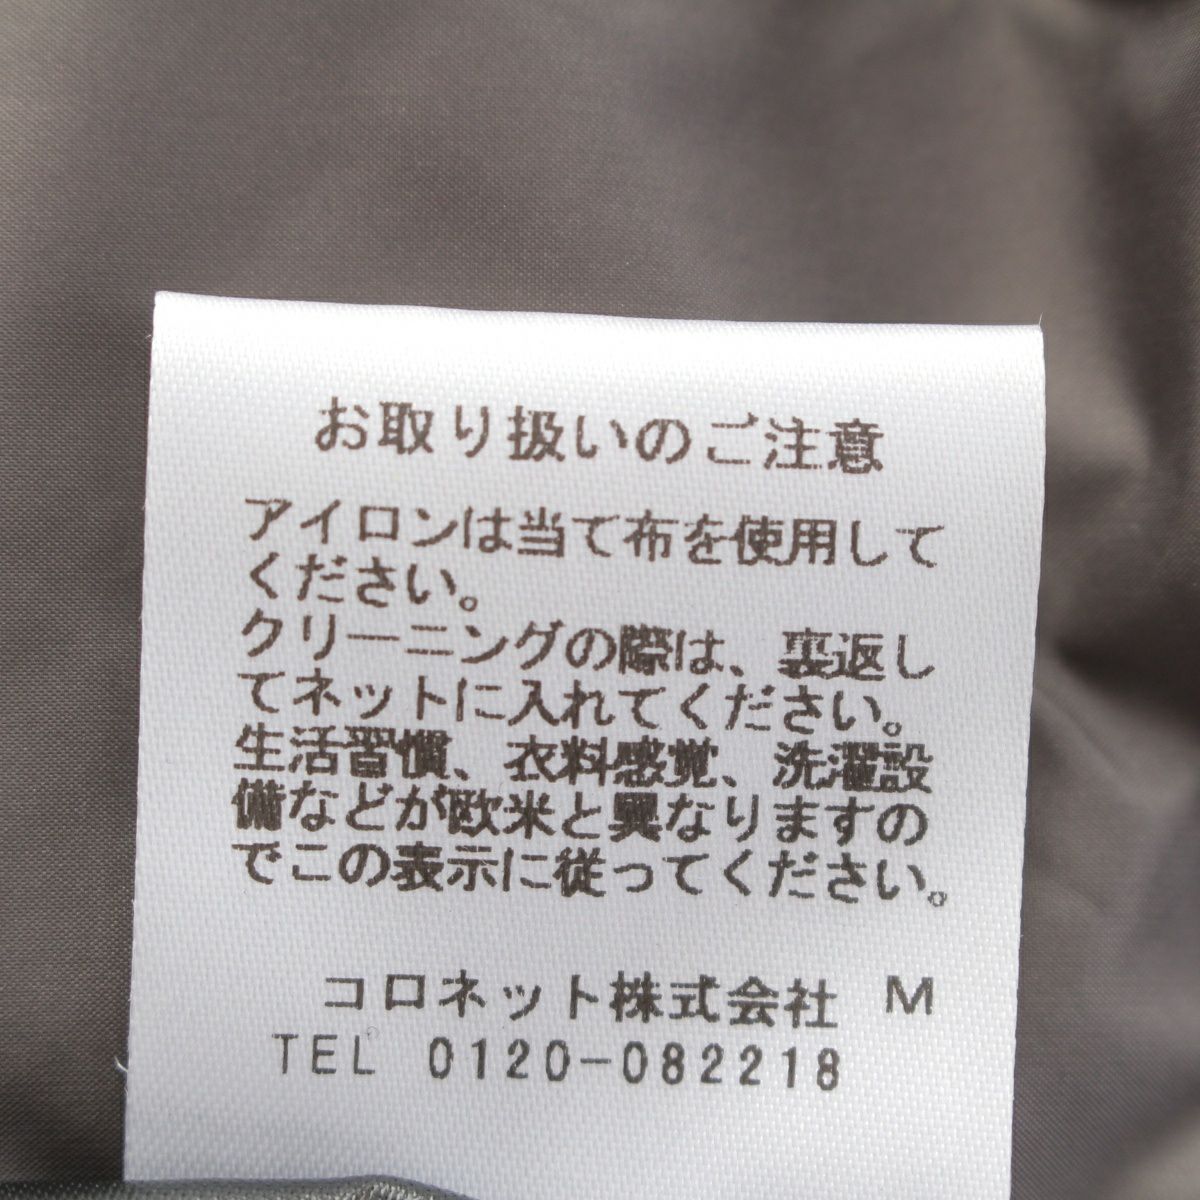 お取り扱いのご注意
アイロンは当て布を使用して
ください。
クリーニングの際は、裏返し
てネットに入れてください。
生活習慣、衣料感覚、洗濯設
備などが欧米と異なりますの
でこの表示に従ってください。
コロネット株式会社 M
TEL 0120-082218